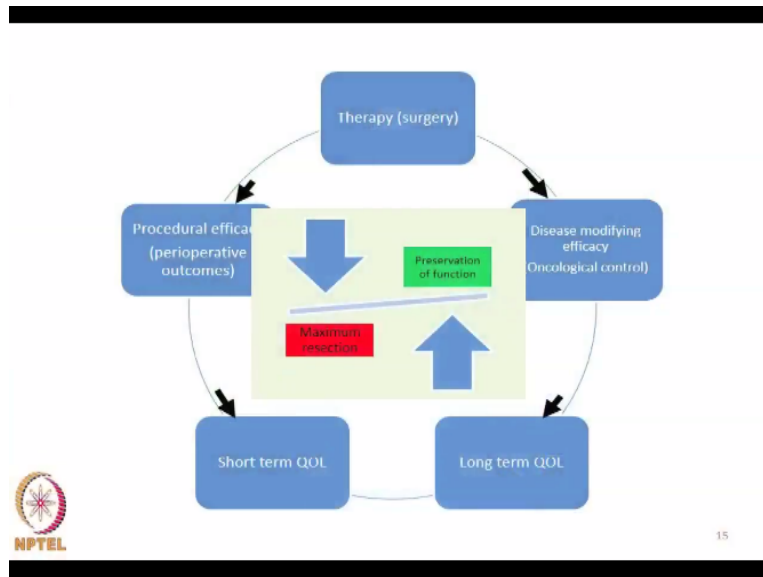 Therapy (surgery)
Procedural efficac
(perioperative
outcomes)
Disease modifying
efficacy
Oncological control)
Preservation
of function
Maximum
resection
Short term QOL
Long term QOL
NPTEL
15